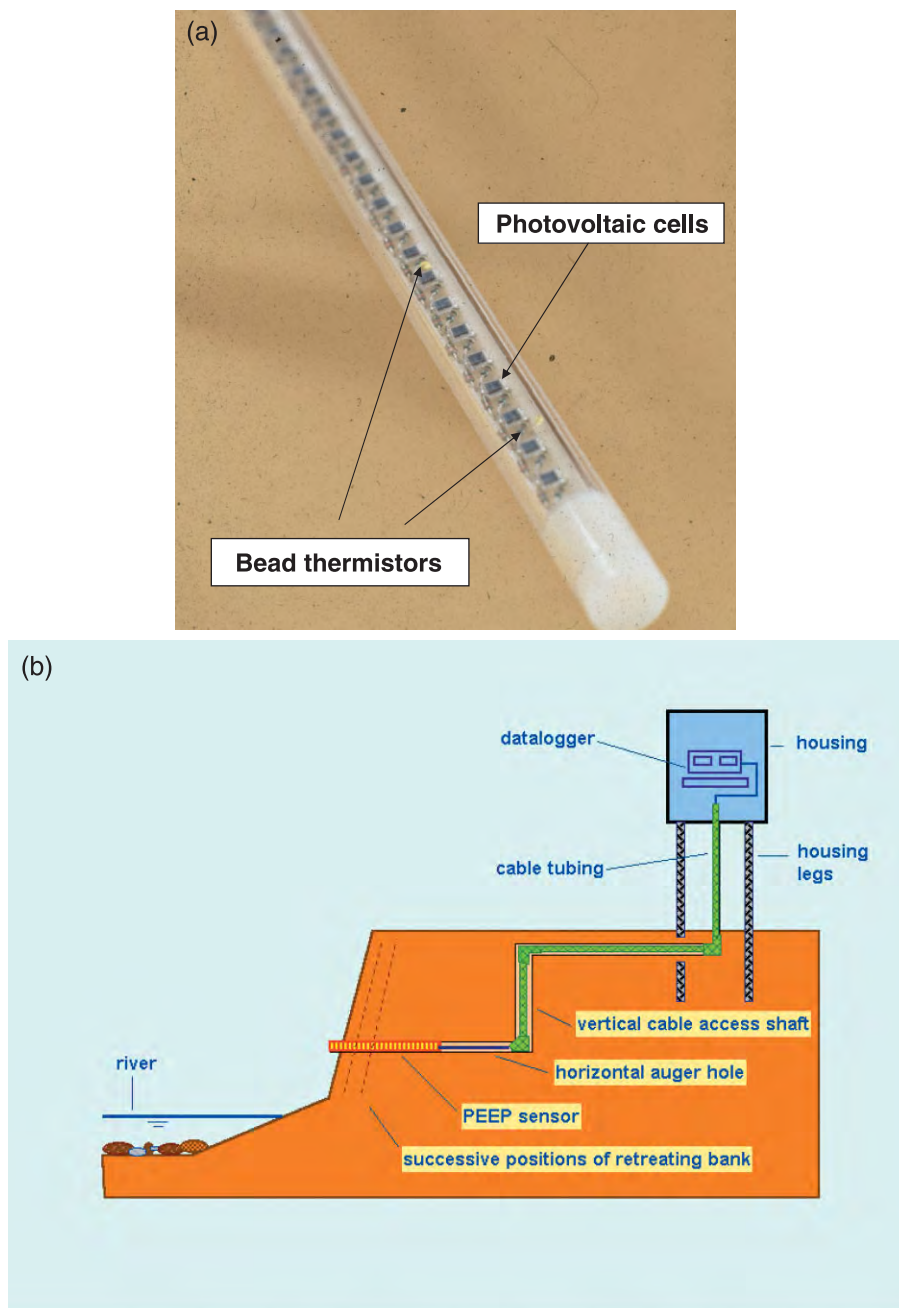 (a)
Photovoltaic cells
Bead thermistors
(b)
datalogger
housing
cable tubing
housing
legs
vertical cable access shaft
horizontal auger hole
river
PEEP sensor
successive positions of retreating bank